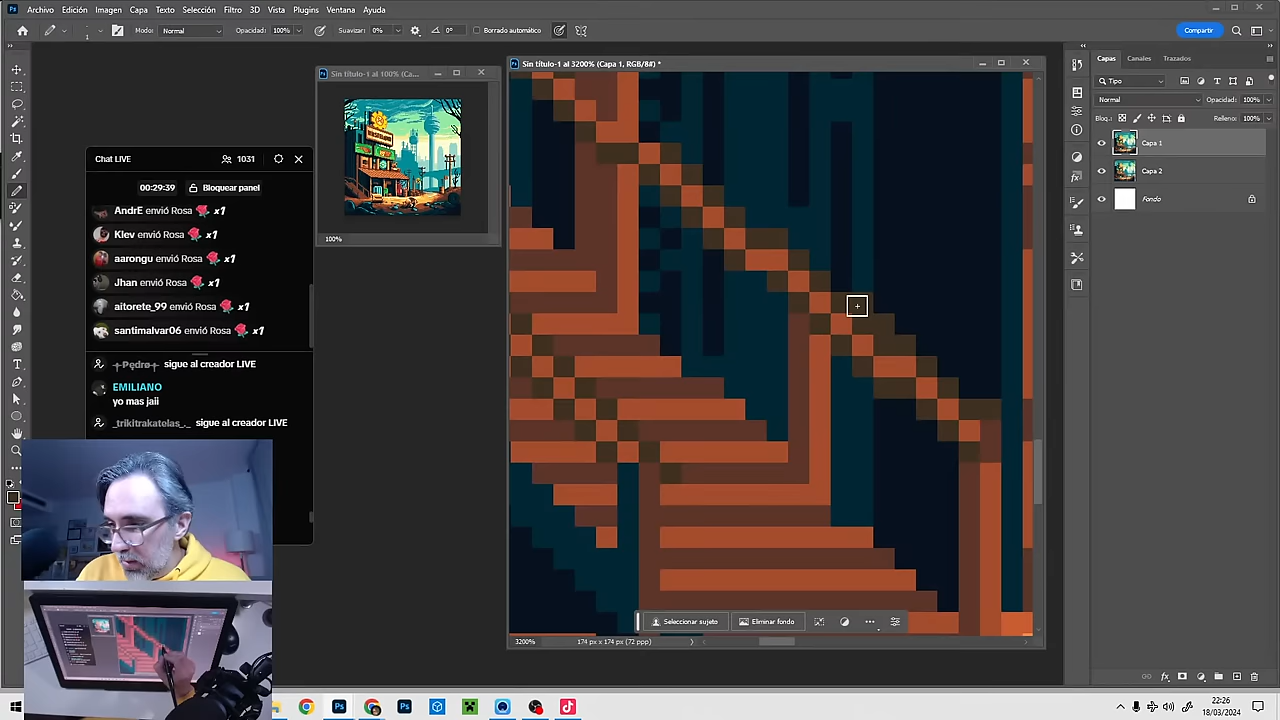 Ps Archivo Edición Imagen Capa Texto Selección Filtro 3D Vista Plugins Ventana Ayuda
1 Modo: Normal Opacidad: 100% Suavizar: 0% 0° Borrado automático Compartir
Sin título-1 al 100% (Ca...
Sin título-1 al 3200% (Capa 1, RGB/8#) *
Capas Canales Trazados
Tipo
Normal Opacidad: 100%
Bloq.: Relleno: 100%
Capa 1
Capa 2
Fondo
WASTELAND
100%
Chat LIVE 1031
00:29:39 Bloquear panel
AndrE envió Rosa x1
Klev envió Rosa x1
aarongu envió Rosa x1
Jhan envió Rosa x1
aitorete_99 envió Rosa x1
santimalvar06 envió Rosa x1
┼Pędro┼ sigue al creador LIVE
EMILIANO
yo mas jaii
_trikitrakatelas_._ sigue al creador LIVE
Seleccionar sujeto Eliminar fondo
3200% 174 px x 174 px (72 ppp)
22:26
18/03/2024